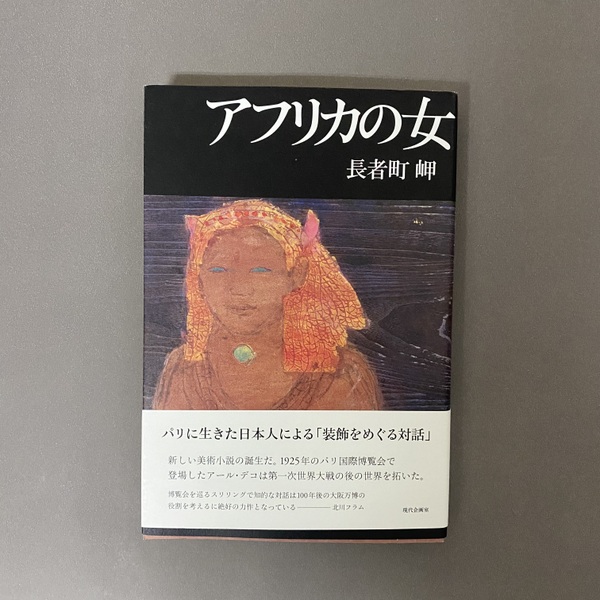 アフリカの女
長者町 岬
パリに生きた日本人による「装飾をめぐる対話」
新しい美術小説の誕生だ。1925年のパリ国際博覧会で
登場したアール・デコは第一次世界大戦の後の世界を拓いた。
博覧会を巡るスリリングで知的な対話は100年後の大阪万博の
役割を考えるに絶好の力作となっている————北川フラム
現代企画室